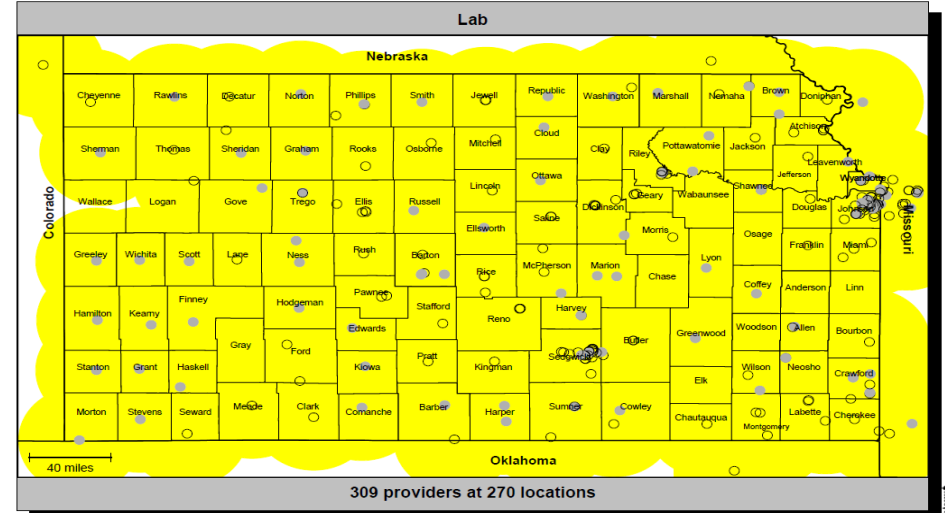 Lab
Nebraska
Cheyenne Rawlins Decatur Norton Phillips Smith Jewell Republic Washington Marshall Nemaha Brown Doniphan
Atchison
Sherman Thomas Sheridan Graham Rooks Osborne Mitchell Cloud Clay Riley Pottawatomie Jackson
Leavenworth
Jefferson
Wyandotte
Colorado
Wallace Logan Gove Trego Ellis Russell Lincoln Ottawa Dickinson Geary Wabaunsee Shawnee
Douglas Johnson
Missouri
Ellsworth Saline Morris Osage
Franklin Miami
Greeley Wichita Scott Lane Ness Rush Barton Rice McPherson Marion Chase Lyon
Coffey Anderson Linn
Hamilton Kearny Finney Hodgeman Pawnee Stafford Reno Harvey
Edwards
Gray Ford Sedgwick Butler Greenwood Woodson Allen Bourbon
Stanton Grant Haskell Kiowa Pratt Kingman Elk Wilson Neosho Crawford
Morton Stevens Seward Meade Clark Comanche Barber Harper Sumner Cowley Chautauqua Montgomery Labette Cherokee
40 miles
Oklahoma
309 providers at 270 locations